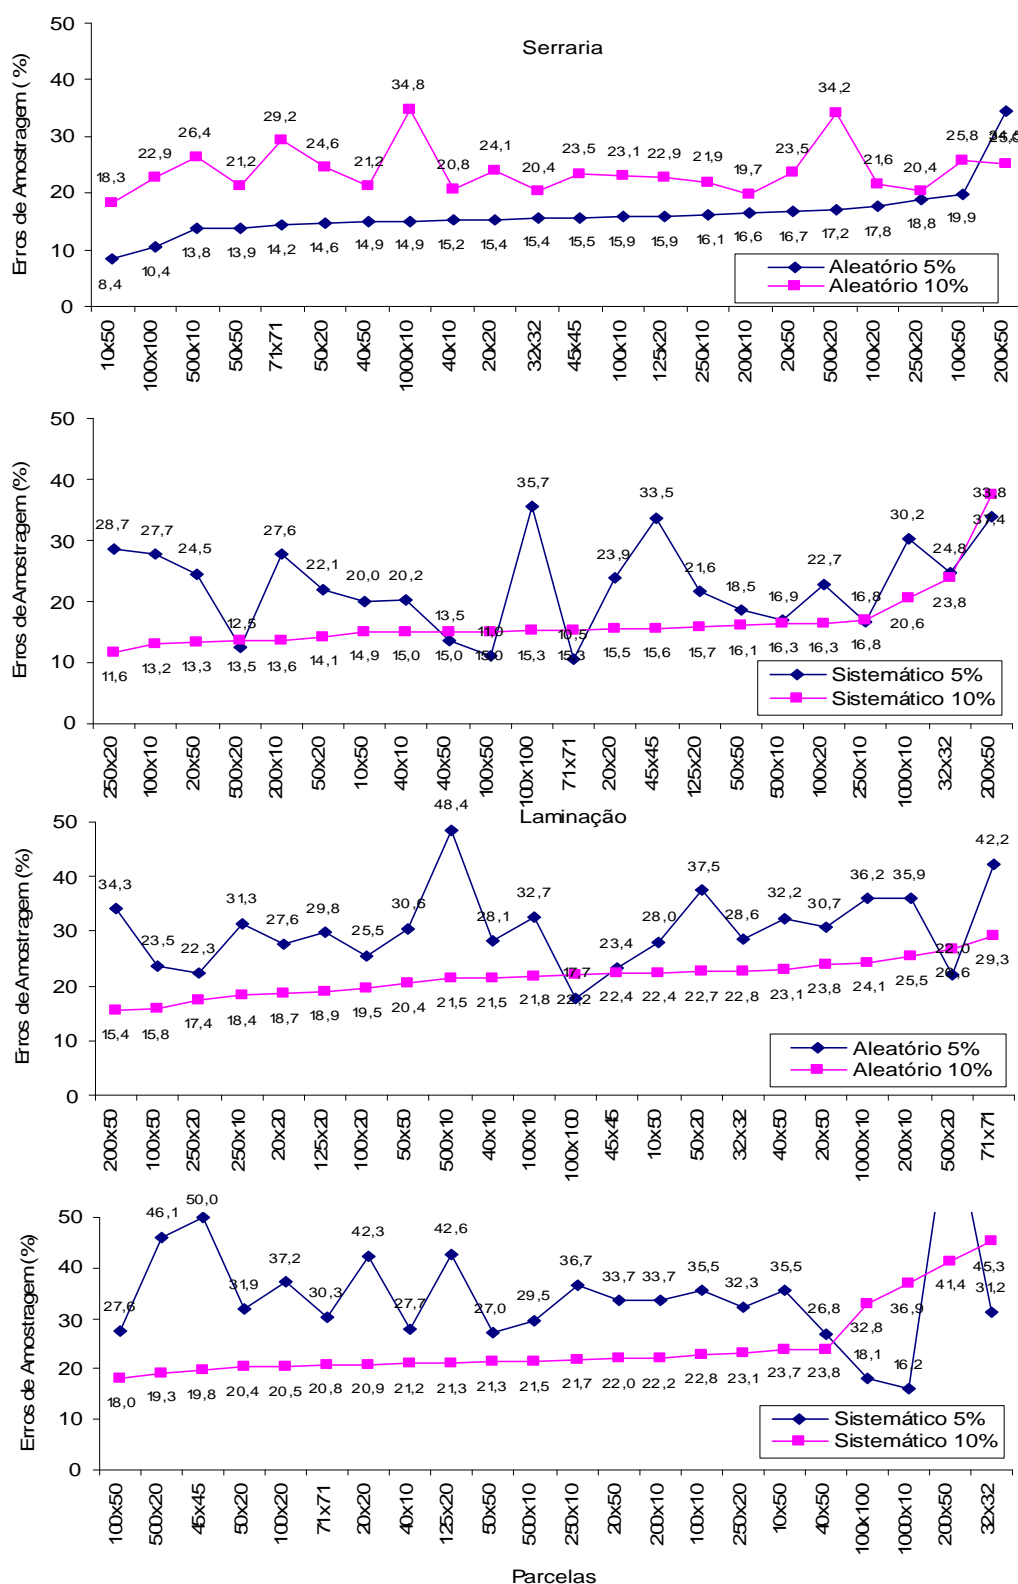 Serraria
Erros de Amostragem (%)
50
40
30
20
10
0
18,3 22,9 26,4 21,2 29,2 24,6 21,2 34,8 20,8 24,1 20,4 23,5 23,1 22,9 21,9 19,7 23,5 34,2 21,6 20,4 25,8
8,4 10,4 13,8 13,9 14,2 14,6 14,9 14,9 15,2 15,4 15,4 15,5 15,9 15,9 16,1 16,6 16,7 17,2 17,8 18,8 19,9
Aleatório 5%
Aleatório 10%
10x50 100x100 500x10 50x50 71x71 50x20 40x50 1000x10 40x10 20x20 32x32 45x45 100x10 125x20 250x10 200x10 20x50 500x20 100x20 250x20 100x50 200x50
Erros de Amostragem (%)
50
40
30
20
10
0
28,7 27,7 24,5 12,5 27,6 22,1 20,0 20,2 13,5 11,0 35,7 10,5 23,9 33,5 21,6 18,5 16,9 22,7 16,8 30,2 24,8 33,8
11,6 13,2 13,3 13,5 13,6 14,1 14,9 15,0 15,0 15,0 15,3 15,3 15,5 15,6 15,7 16,1 16,3 16,3 16,8 20,6 23,8 37,4
Sistemático 5%
Sistemático 10%
250x20 100x10 20x50 500x20 200x10 50x20 10x50 40x10 40x50 100x50 100x100 71x71 20x20 45x45 125x20 50x50 500x10 100x20 250x10 1000x10 32x32 200x50
Laminação
Erros de Amostragem (%)
50
40
30
20
10
0
34,3 23,5 22,3 31,3 27,6 29,8 25,5 30,6 48,4 28,1 32,7 17,7 23,4 28,0 37,5 28,6 32,2 30,7 36,2 35,9 22,0 42,2
15,4 15,8 17,4 18,4 18,7 18,9 19,5 20,4 21,5 21,5 21,8 22,2 22,4 22,4 22,7 22,8 23,1 23,8 24,1 25,5 26,6 29,3
Aleatório 5%
Aleatório 10%
200x50 100x50 250x20 250x10 20x20 125x20 100x20 50x50 500x10 40x10 100x10 100x100 45x45 10x50 50x20 32x32 40x50 20x50 1000x10 200x10 500x20 71x71
Erros de Amostragem (%)
50
40
30
20
10
0
27,6 46,1 50,0 31,9 37,2 30,3 42,3 27,7 42,6 27,0 29,5 36,7 33,7 33,7 35,5 32,3 35,5 26,8 18,1 16,2 31,2
18,0 19,3 19,8 20,4 20,5 20,8 20,9 21,2 21,3 21,3 21,5 21,7 22,0 22,2 22,8 23,1 23,7 23,8 32,8 36,9 41,4 45,3
Sistemático 5%
Sistemático 10%
100x50 500x20 45x45 50x20 100x20 71x71 20x20 40x10 125x20 50x50 500x10 250x10 20x50 200x10 100x10 250x20 10x50 40x50 100x100 1000x10 200x50 32x32
Parcelas